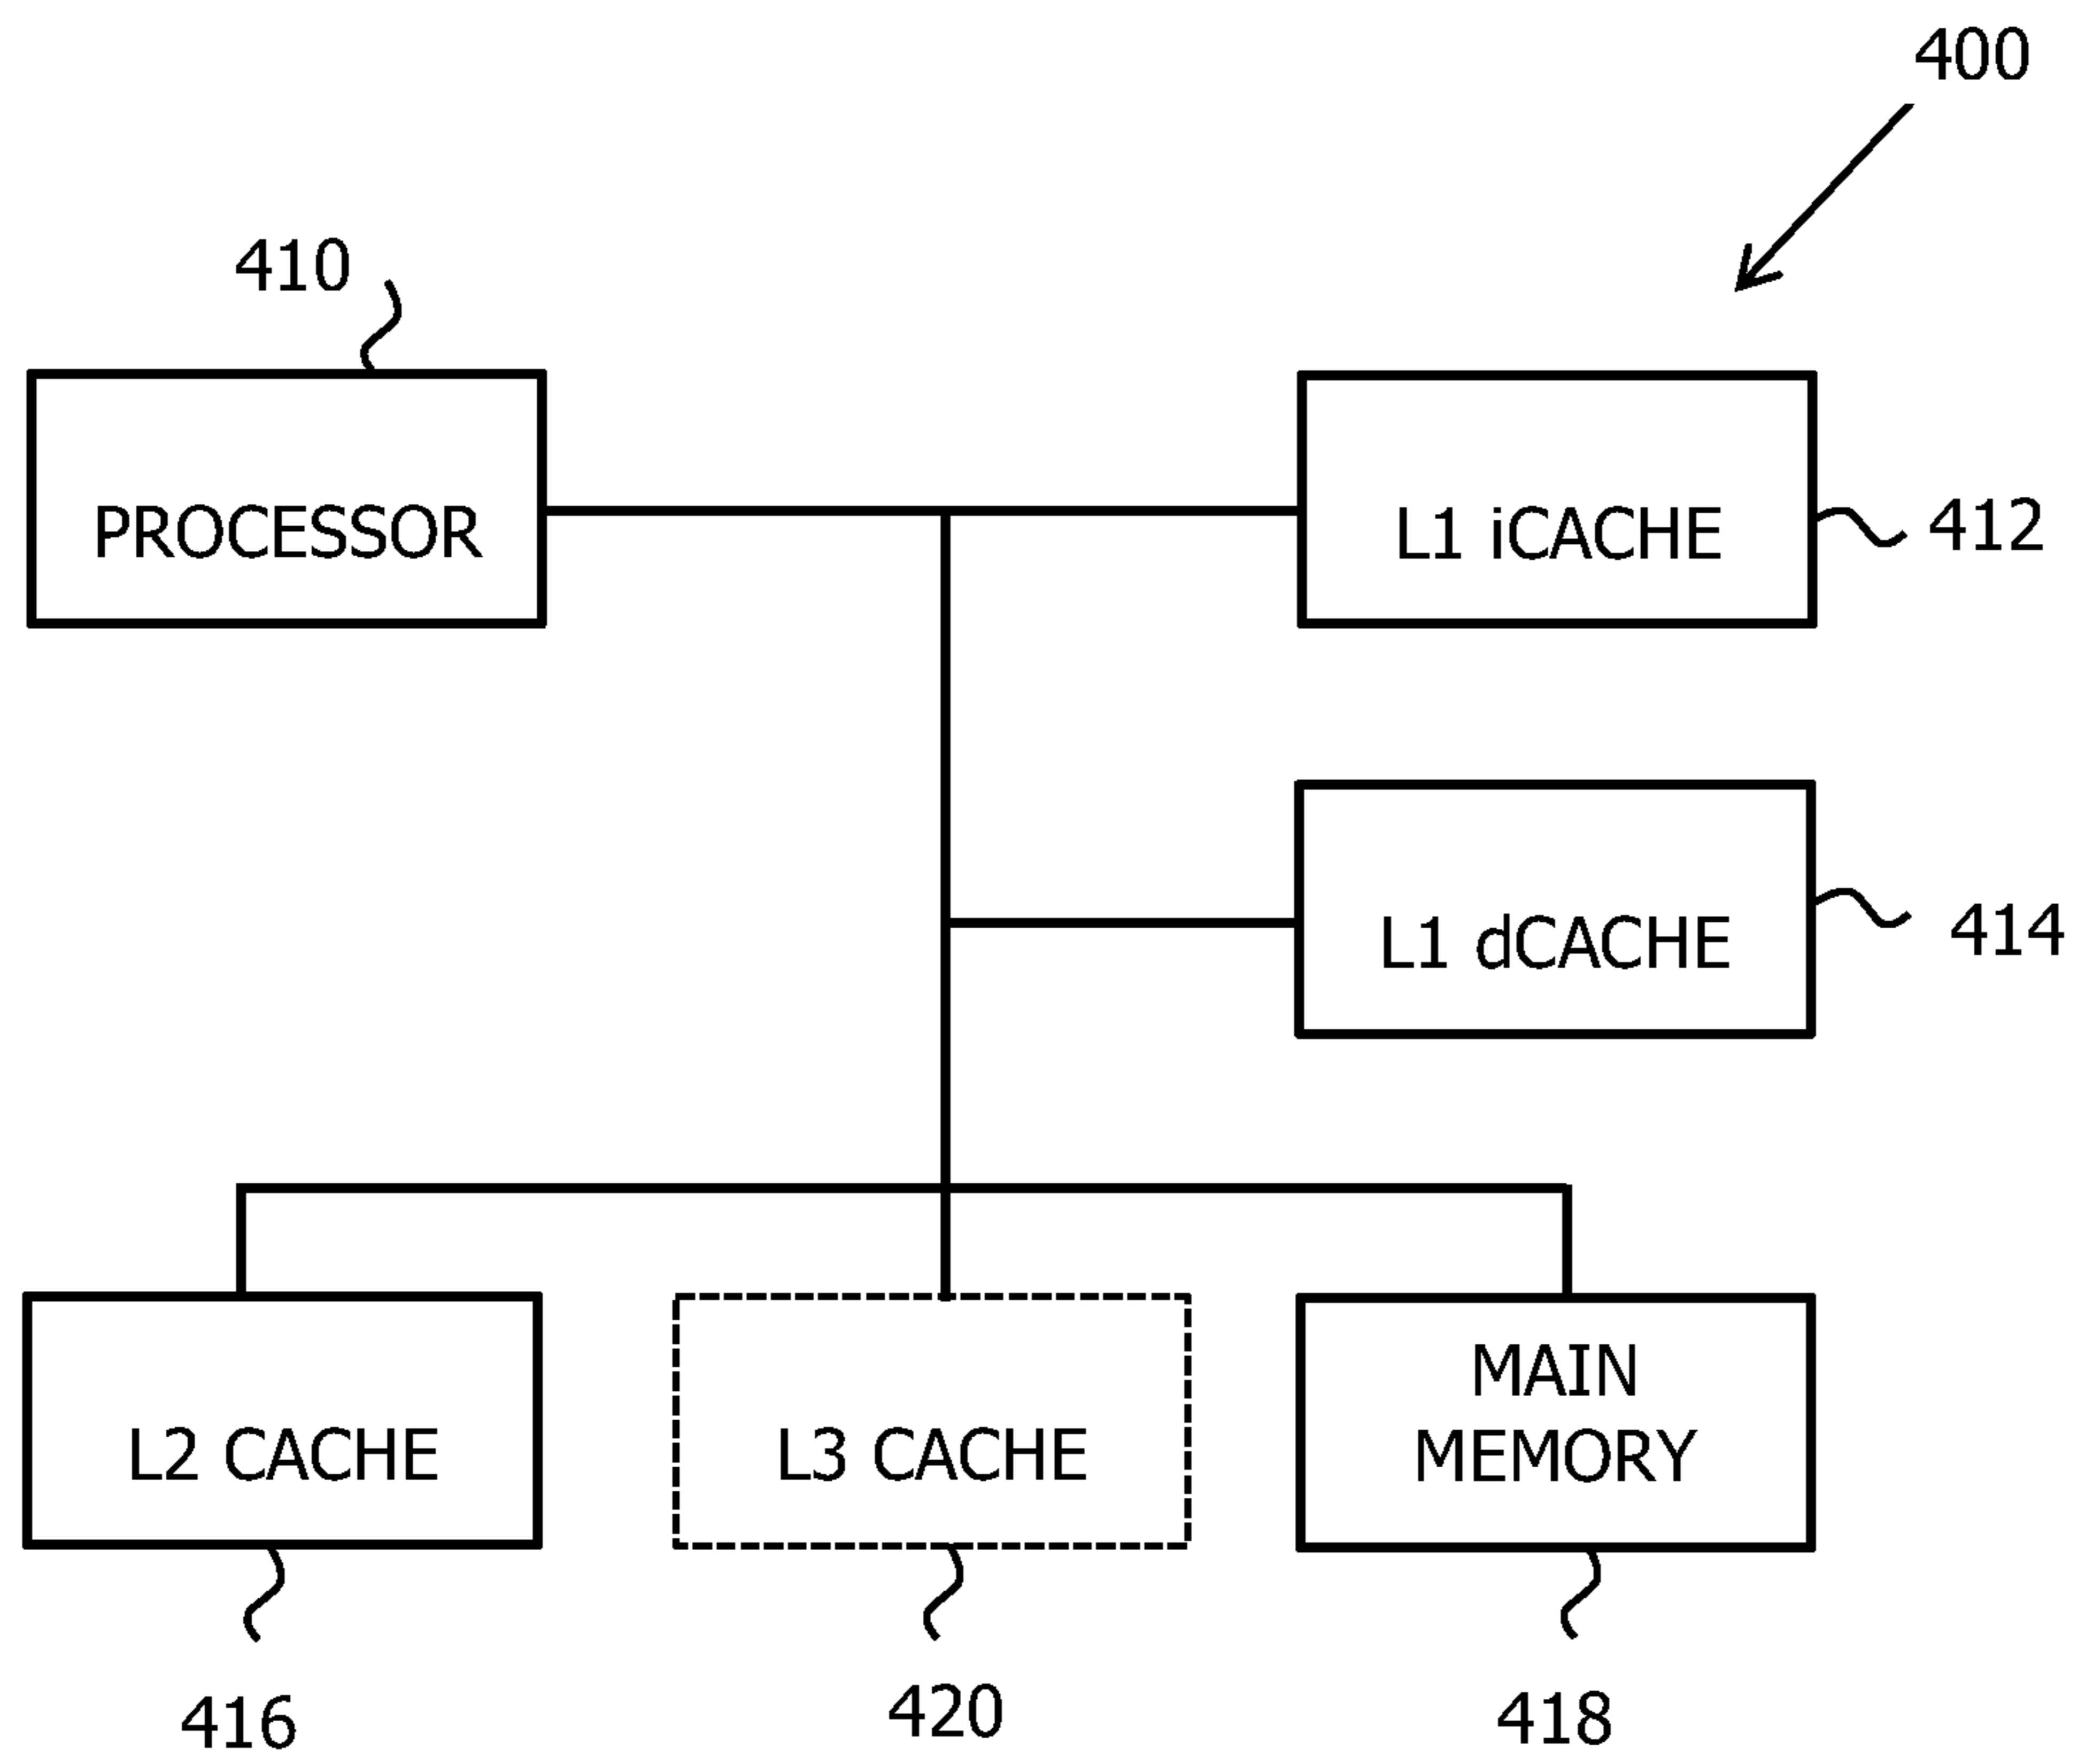 400
410
PROCESSOR
L1 iCACHE
412
L1 dCACHE
414
L2 CACHE
L3 CACHE
MAIN
MEMORY
416
420
418